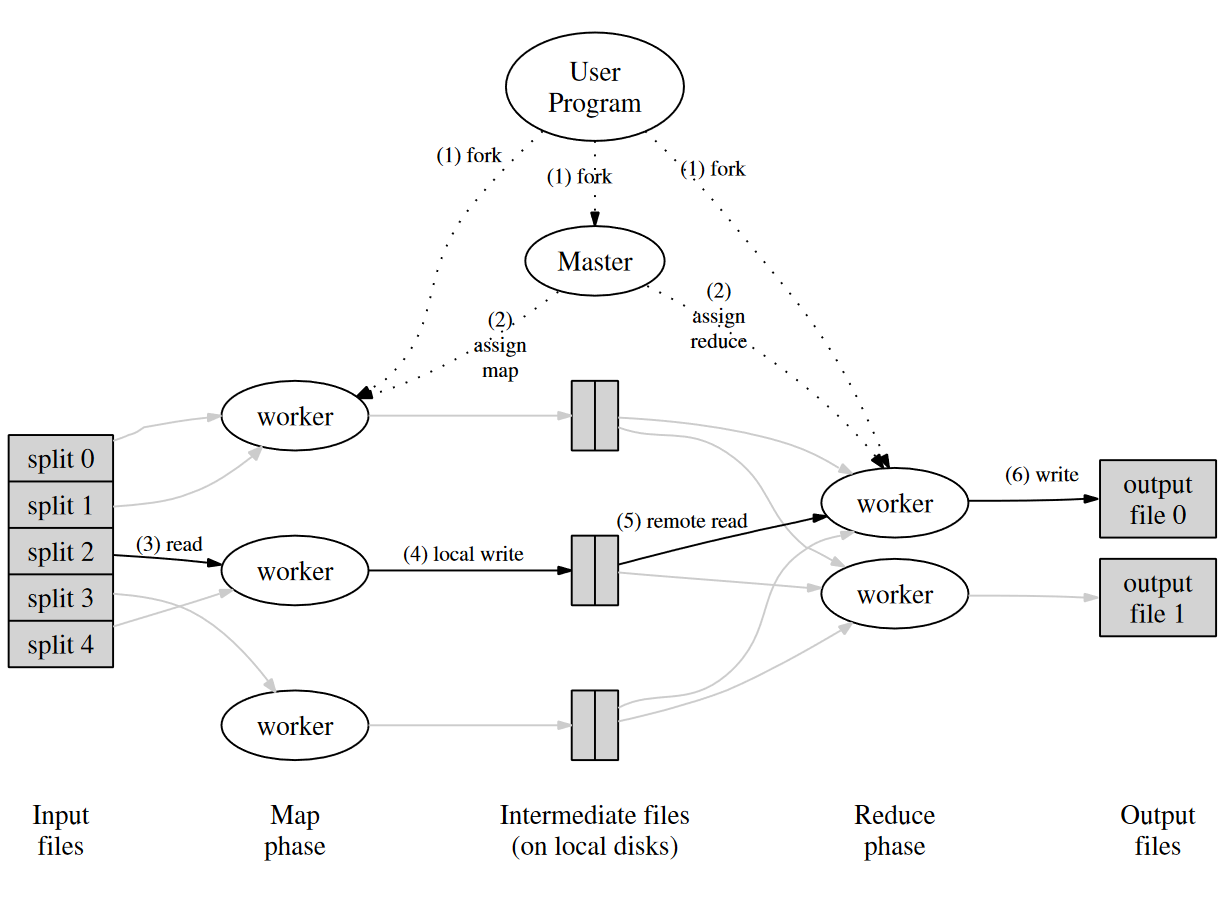 User
Program
(1) fork
(1) fork
(1) fork
Master
(2)
assign
map
(2)
assign
reduce
worker
split 0
split 1
split 2
split 3
split 4
(3) read
worker
(4) local write
worker
(5) remote read
worker
(6) write
worker
output
file 0
output
file 1
Input
files
Map
phase
Intermediate files
(on local disks)
Reduce
phase
Output
files